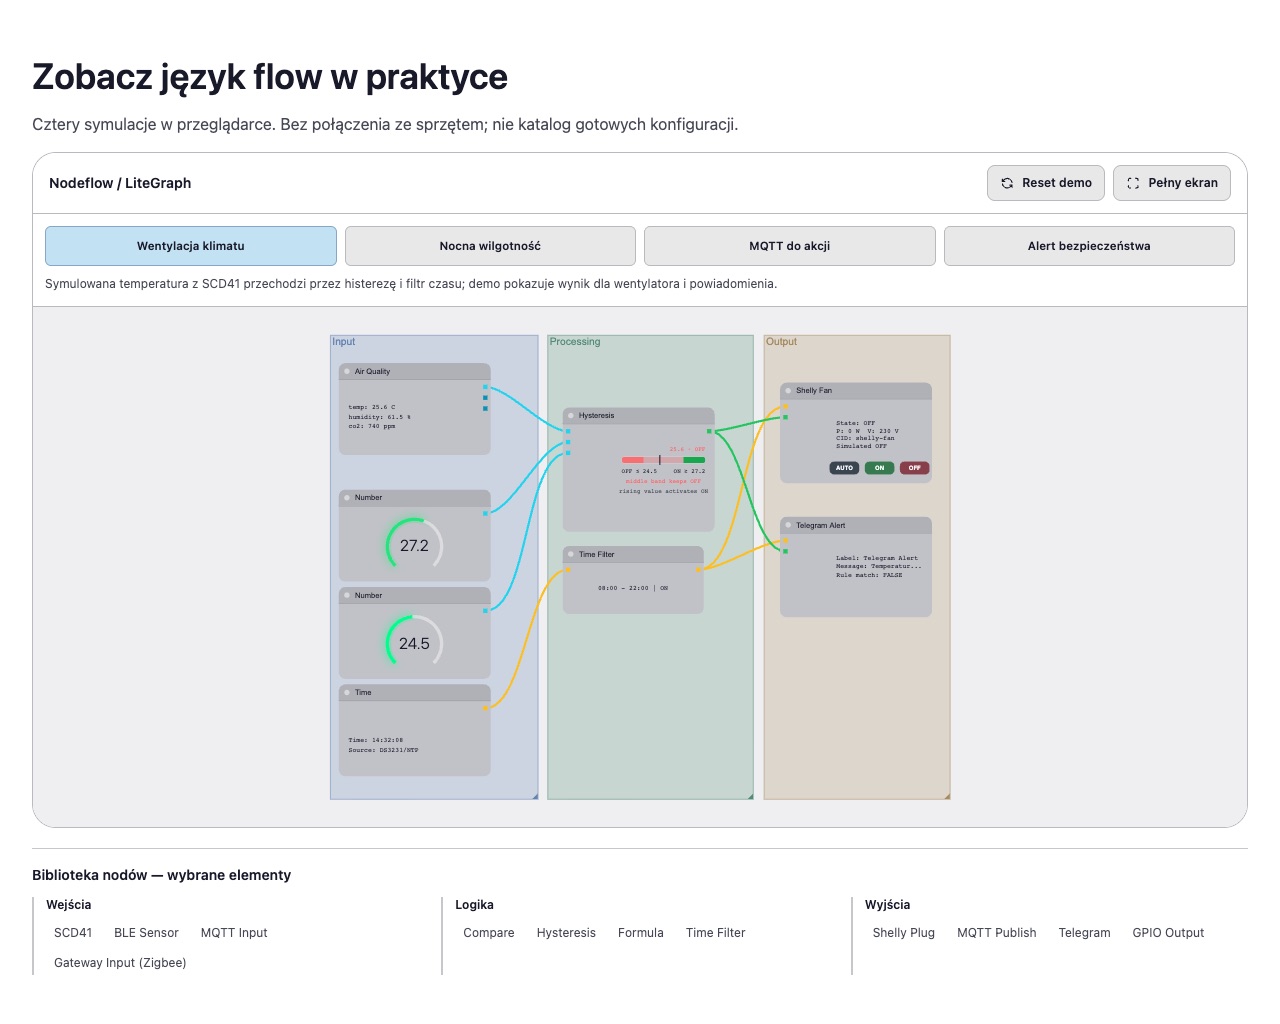 Zobacz język flow w praktyce
Cztery symulacje w przeglądarce. Bez połączenia ze sprzętem; nie katalog gotowych konfiguracji.
Nodeflow / LiteGraph
Reset demo
Pełny ekran
Wentylacja klimatu
Nocna wilgotność
MQTT do akcji
Alert bezpieczeństwa
Symulowana temperatura z SCD41 przechodzi przez histerezę i filtr czasu; demo pokazuje wynik dla wentylatora i powiadomienia.
Input
Air Quality
temp: 25.6 C
humidity: 61.5 %
co2: 740 ppm
Number
27.2
Number
24.5
Time
Time: 14:32:08
Source: DS3231/NTP
Processing
Hysteresis
25.6 · OFF
OFF ≤ 24.5 ON ≥ 27.2
middle band keeps OFF
rising value activates ON
Time Filter
08:00 – 22:00 | ON
Output
Shelly Fan
State: OFF
P: 0 W V: 230 V
CID: shelly-fan
Simulated OFF
AUTO ON OFF
Telegram Alert
Label: Telegram Alert
Message: Temperatur...
Rule match: FALSE
Biblioteka nodów — wybrane elementy
Wejścia
SCD41 BLE Sensor MQTT Input
Gateway Input (Zigbee)
Logika
Compare Hysteresis Formula Time Filter
Wyjścia
Shelly Plug MQTT Publish Telegram GPIO Output